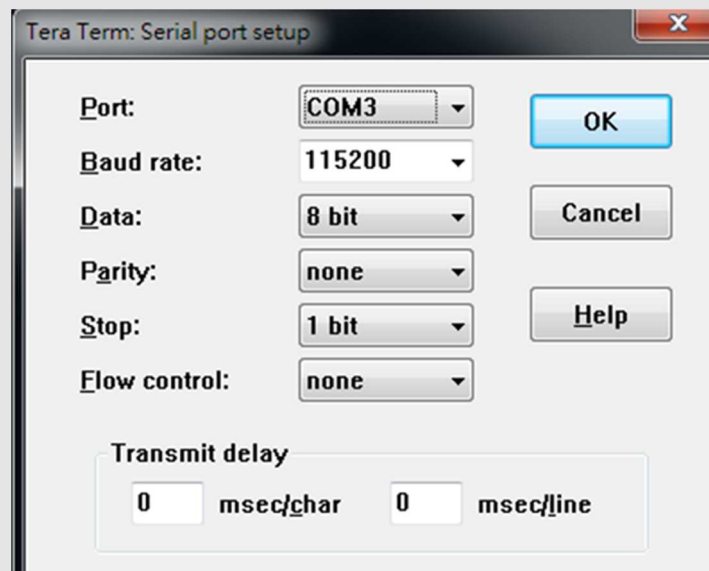 Tera Term: Serial port setup
Port: COM3 OK
Baud rate: 115200
Data: 8 bit Cancel
Parity: none
Stop: 1 bit Help
Flow control: none
Transmit delay
0 msec/char 0 msec/line